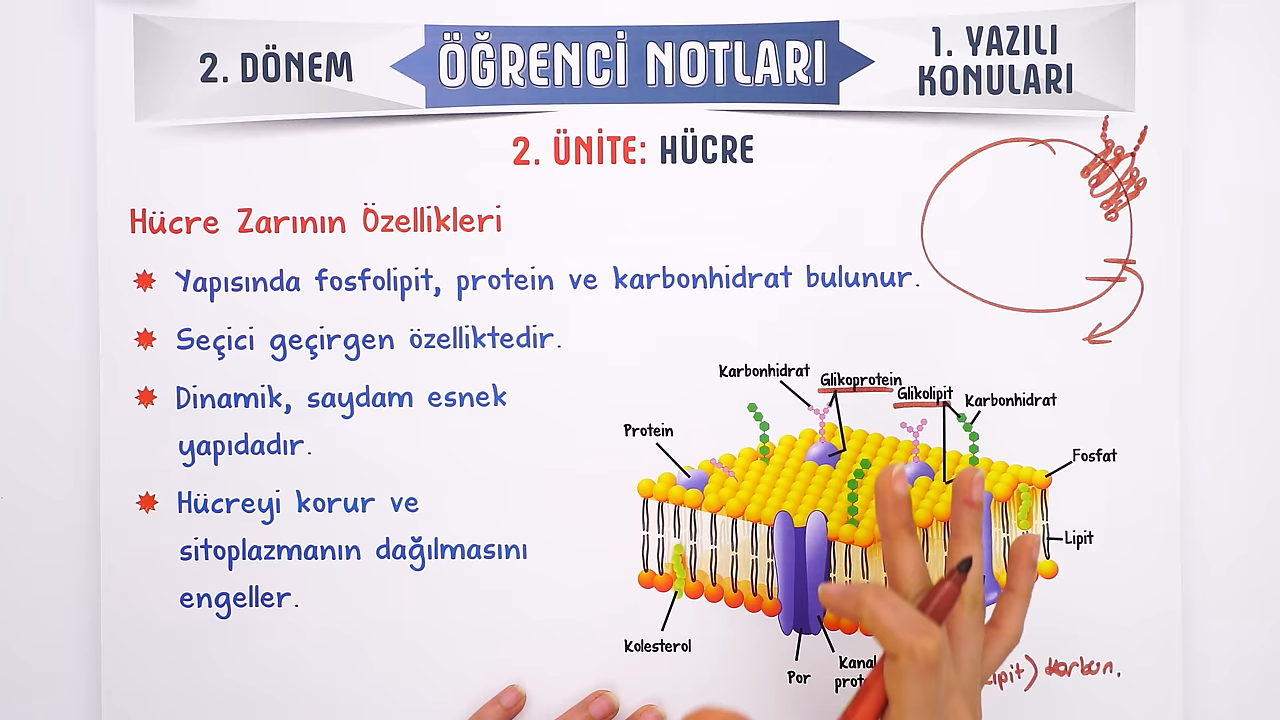 2. DÖNEM
ÖĞRENCİ NOTLARI
1. YAZILI
KONULARI
2. ÜNİTE: HÜCRE
Hücre Zarının Özellikleri
Yapısında fosfolipit, protein ve karbonhidrat bulunur.
Seçici geçirgen özelliktedir.
Dinamik, saydam esnek
yapıdadır.
Hücreyi korur ve
sitoplazmanın dağılmasını
engeller.
Karbonhidrat
Glikoprotein
Glikolipit
Karbonhidrat
Protein
Fosfat
Lipit
Kolesterol
Por
Kanal